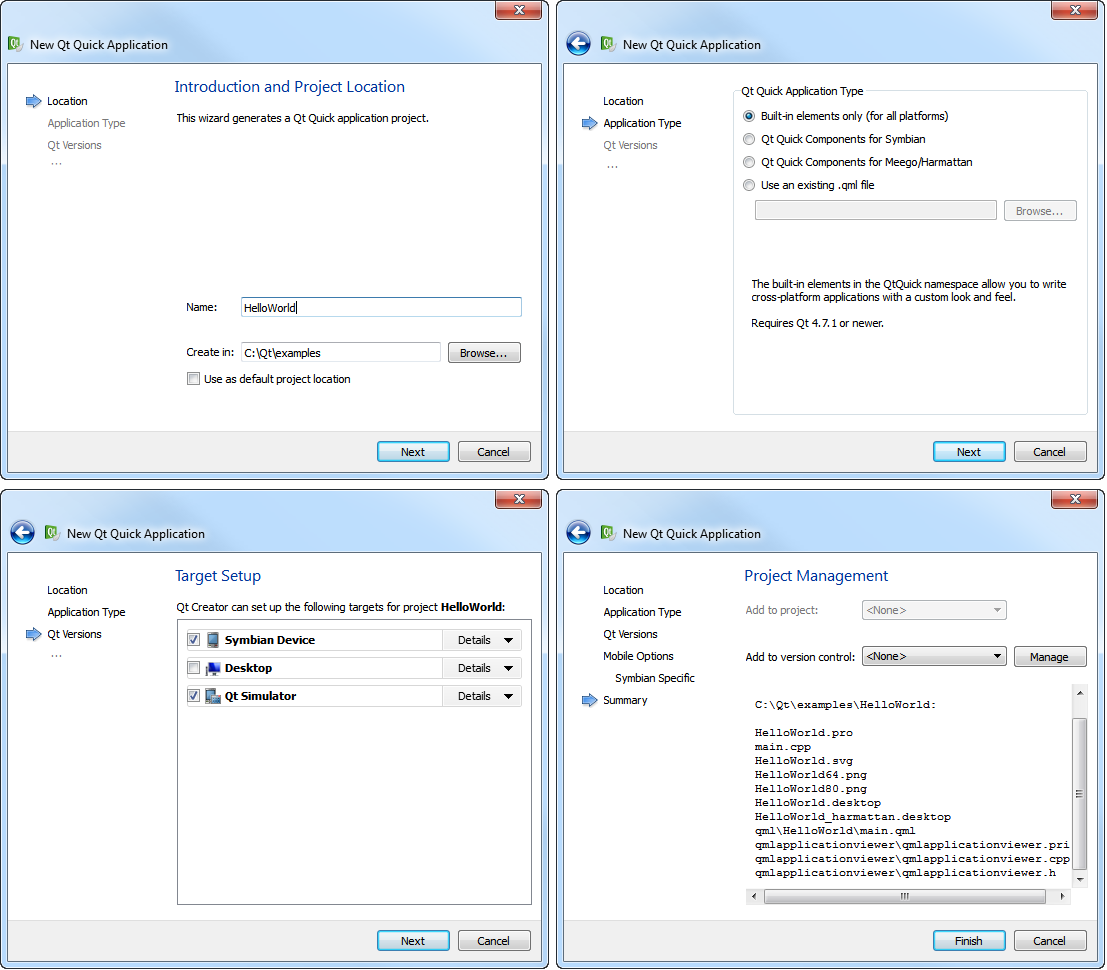 New Qt Quick Application
Location
Application Type
Qt Versions
...
Introduction and Project Location
This wizard generates a Qt Quick application project.
Name: HelloWorld
Create in: C:\Qt\examples Browse...
Use as default project location
Next Cancel
New Qt Quick Application
Location
Application Type
Qt Versions
...
Qt Quick Application Type
Built-in elements only (for all platforms)
Qt Quick Components for Symbian
Qt Quick Components for Meego/Harmattan
Use an existing .qml file
Browse...
The built-in elements in the QtQuick namespace allow you to write
cross-platform applications with a custom look and feel.
Requires Qt 4.7.1 or newer.
Next Cancel
New Qt Quick Application
Location
Application Type
Qt Versions
...
Target Setup
Qt Creator can set up the following targets for project HelloWorld:
Symbian Device Details
Desktop Details
Qt Simulator Details
Next Cancel
New Qt Quick Application
Location
Application Type
Qt Versions
Mobile Options
Symbian Specific
Summary
Project Management
Add to project: <None>
Add to version control: <None> Manage
C:\Qt\examples\HelloWorld:
HelloWorld.pro
main.cpp
HelloWorld.svg
HelloWorld64.png
HelloWorld80.png
HelloWorld.desktop
HelloWorld_harmattan.desktop
qml\HelloWorld\main.qml
qmlapplicationviewer\qmlapplicationviewer.pri
qmlapplicationviewer\qmlapplicationviewer.cpp
qmlapplicationviewer\qmlapplicationviewer.h
Finish Cancel